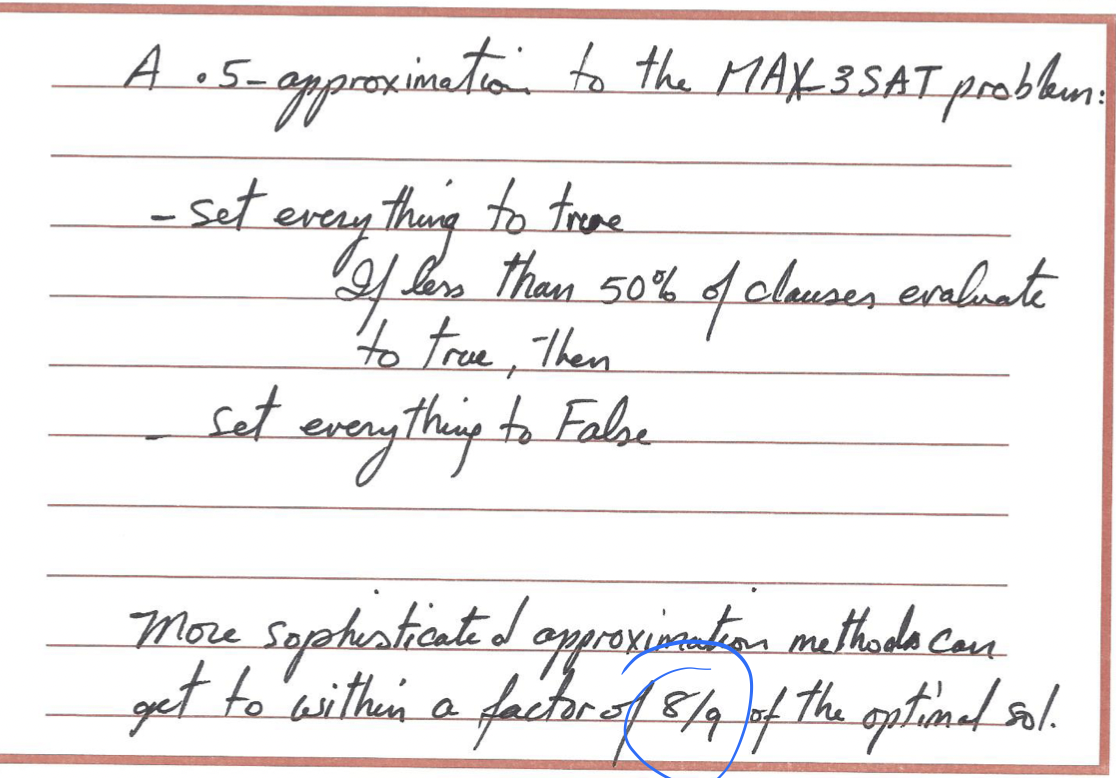 A .5-approximation to the MAX-3SAT problem:
- set everything to true
If less than 50% of clauses evaluate
to true, Then
- set everything to False
More sophisticated approximation methods can
get to within a factor of 8/9 of the optimal sol.